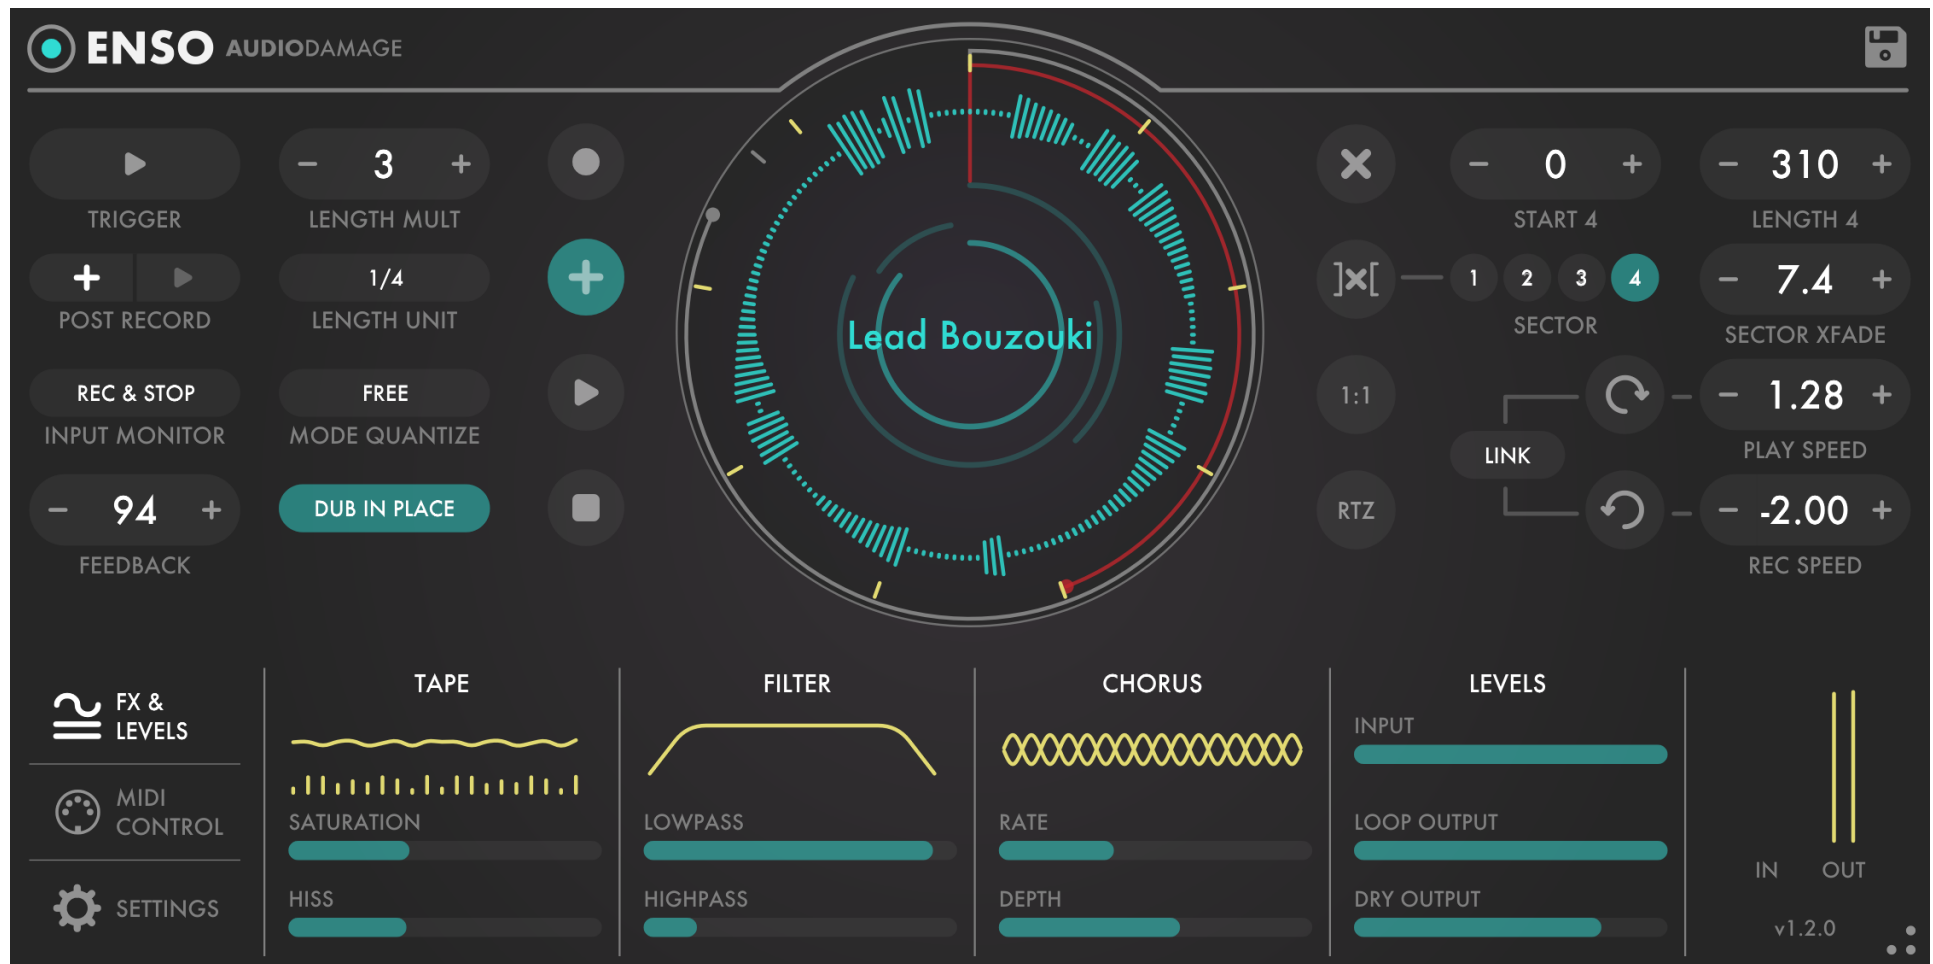 ENSO AUDIODAMAGE
TRIGGER
- 3 +
LENGTH MULT
POST RECORD
1/4
LENGTH UNIT
REC & STOP
INPUT MONITOR
FREE
MODE QUANTIZE
- 94 +
FEEDBACK
DUB IN PLACE
Lead Bouzouki
- 0 +
START 4
- 310 +
LENGTH 4
]x[
1 2 3 4
SECTOR
- 7.4 +
SECTOR XFADE
1:1
LINK
- 1.28 +
PLAY SPEED
RTZ
- -2.00 +
REC SPEED
FX &
LEVELS
MIDI
CONTROL
SETTINGS
TAPE
SATURATION
HISS
FILTER
LOWPASS
HIGHPASS
CHORUS
RATE
DEPTH
LEVELS
INPUT
LOOP OUTPUT
DRY OUTPUT
IN OUT
v1.2.0